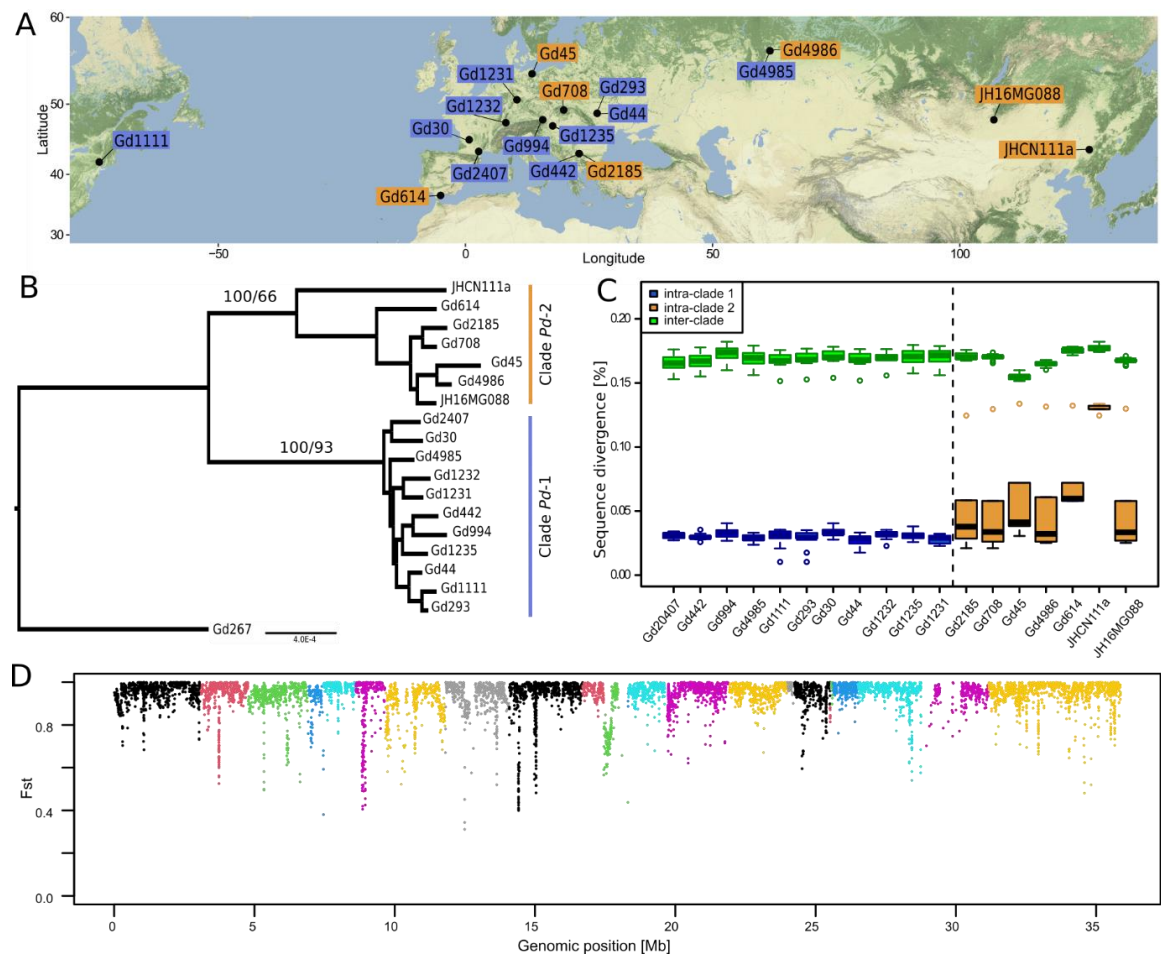 A
60
50
40
30
Latitude
Gd45
Gd4986
Gd1231
Gd4985
Gd708
Gd293
JH16MG088
Gd1232
Gd44
Gd1111
Gd30
Gd994
Gd1235
JHCN111a
Gd2407
Gd442
Gd2185
Gd614
−50
0
50
100
Longitude
B
100/66
100/93
JHCN111a
Gd614
Gd2185
Gd708
Gd45
Gd4986
JH16MG088
Gd2407
Gd30
Gd4985
Gd1232
Gd1231
Gd442
Gd994
Gd1235
Gd44
Gd1111
Gd293
Gd267
4.0E-4
Clade Pd-2
Clade Pd-1
C
intra-clade 1
intra-clade 2
inter-clade
Sequence divergence [%]
0.20
0.15
0.10
0.05
0.00
Gd20407
Gd442
Gd994
Gd4985
Gd1111
Gd293
Gd30
Gd44
Gd1232
Gd1235
Gd1231
Gd2185
Gd708
Gd45
Gd4986
Gd614
JHCN111a
JH16MG088
D
Fst
0.8
0.4
0.0
0
5
10
15
20
25
30
35
Genomic position [Mb]